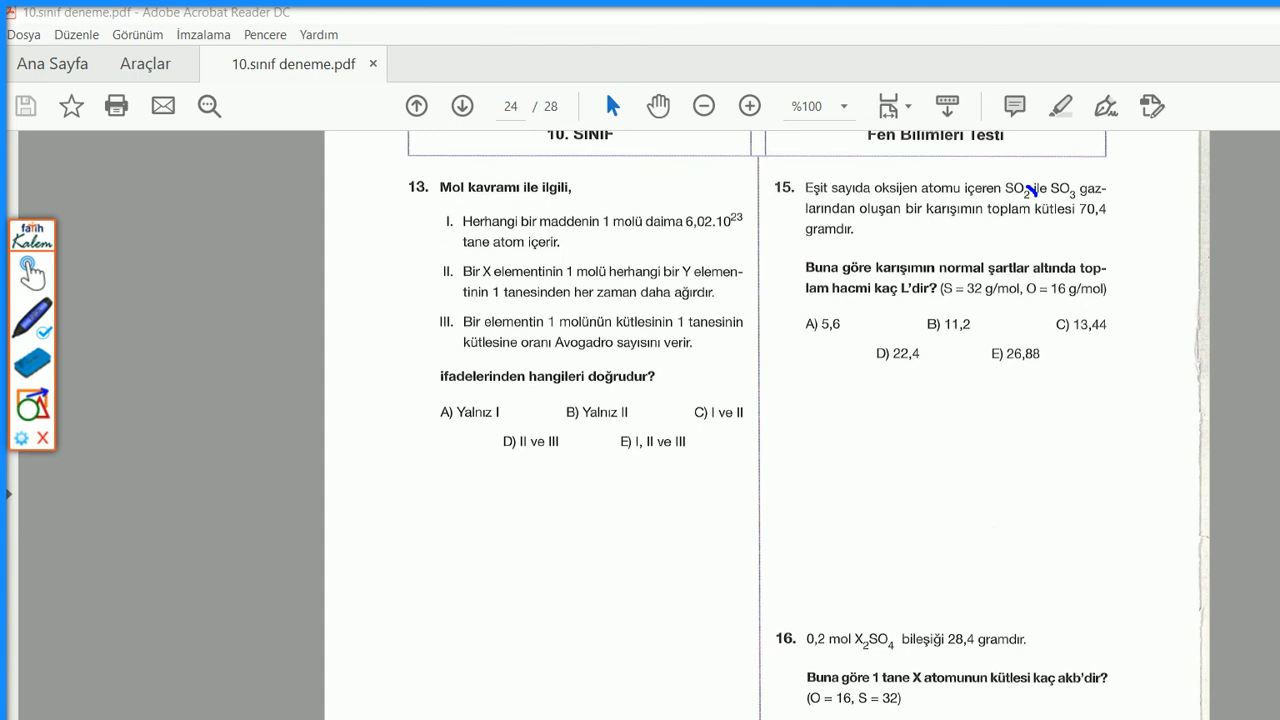 10.sınıf deneme.pdf - Adobe Acrobat Reader DC
Dosya Düzenle Görünüm İmzalama Pencere Yardım
Ana Sayfa Araçlar 10.sınıf deneme.pdf ×
24 / 28 %100
10. SINIF
Fen Bilimleri Testi
fatih
Kalem
13. Mol kavramı ile ilgili,
I. Herhangi bir maddenin 1 molü daima 6,02.10²³
tane atom içerir.
II. Bir X elementinin 1 molü herhangi bir Y elemen-
tinin 1 tanesinden her zaman daha ağırdır.
III. Bir elementin 1 molünün kütlesinin 1 tanesinin
kütlesine oranı Avogadro sayısını verir.
ifadelerinden hangileri doğrudur?
A) Yalnız I B) Yalnız II C) I ve II
D) II ve III E) I, II ve III
15. Eşit sayıda oksijen atomu içeren SO₂ ile SO₃ gaz-
larından oluşan bir karışımın toplam kütlesi 70,4
gramdır.
Buna göre karışımın normal şartlar altında top-
lam hacmi kaç L'dir? (S = 32 g/mol, O = 16 g/mol)
A) 5,6 B) 11,2 C) 13,44
D) 22,4 E) 26,88
16. 0,2 mol X₂SO₄ bileşiği 28,4 gramdır.
Buna göre 1 tane X atomunun kütlesi kaç akb'dir?
(O = 16, S = 32)